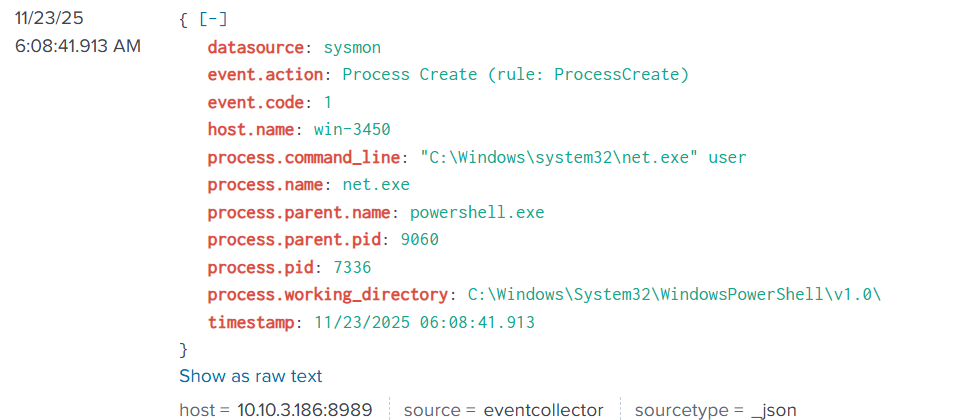 11/23/25
6:08:41.913 AM
{ [-]
datasource: sysmon
event.action: Process Create (rule: ProcessCreate)
event.code: 1
host.name: win-3450
process.command_line: "C:\Windows\system32\net.exe" user
process.name: net.exe
process.parent.name: powershell.exe
process.parent.pid: 9060
process.pid: 7336
process.working_directory: C:\Windows\System32\WindowsPowerShell\v1.0\
timestamp: 11/23/2025 06:08:41.913
}
Show as raw text
host = 10.10.3.186:8989 source = eventcollector sourcetype = _json